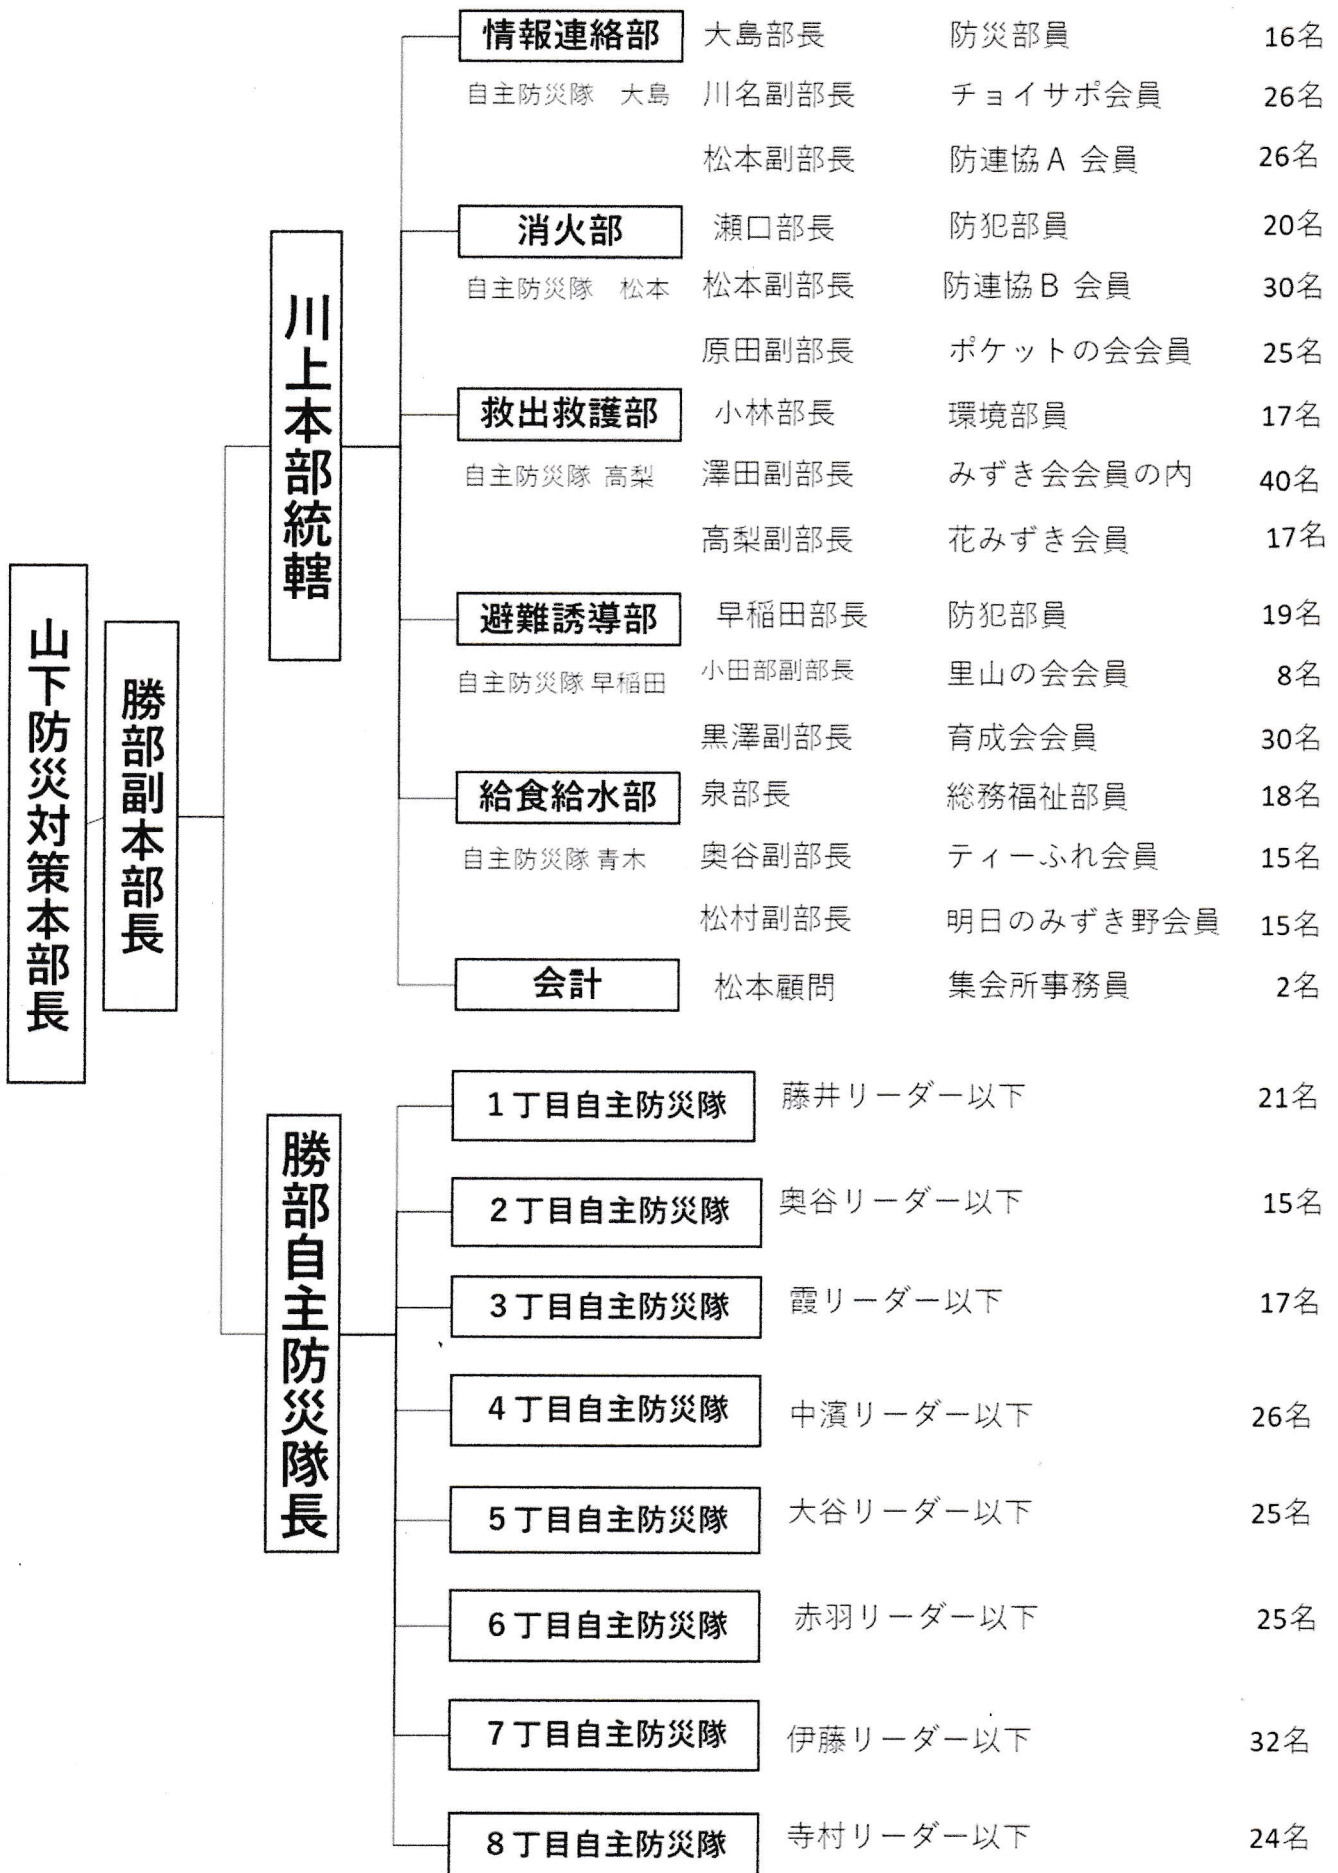 山下防災対策本部長
勝部副本部長
川上本部統轄
情報連絡部 大島部長 防災部員 16名
自主防災隊 大島 川名副部長 チョイサポ会員 26名
松本副部長 防連協A 会員 26名
消火部 瀬口部長 防犯部員 20名
自主防災隊 松本 松本副部長 防連協B 会員 30名
原田副部長 ポケットの会会員 25名
救出救護部 小林部長 環境部員 17名
自主防災隊 高梨 澤田副部長 みずき会会員の内 40名
高梨副部長 花みずき会員 17名
避難誘導部 早稲田部長 防犯部員 19名
自主防災隊 早稲田 小田部副部長 里山の会会員 8名
黒澤副部長 育成会会員 30名
給食給水部 泉部長 総務福祉部員 18名
自主防災隊 青木 奥谷副部長 ティーふれ会員 15名
松村副部長 明日のみずき野会員 15名
会計 松本顧問 集会所事務員 2名
勝部自主防災隊長
1丁目自主防災隊 藤井リーダー以下 21名
2丁目自主防災隊 奥谷リーダー以下 15名
3丁目自主防災隊 霞リーダー以下 17名
4丁目自主防災隊 中濱リーダー以下 26名
5丁目自主防災隊 大谷リーダー以下 25名
6丁目自主防災隊 赤羽リーダー以下 25名
7丁目自主防災隊 伊藤リーダー以下 32名
8丁目自主防災隊 寺村リーダー以下 24名